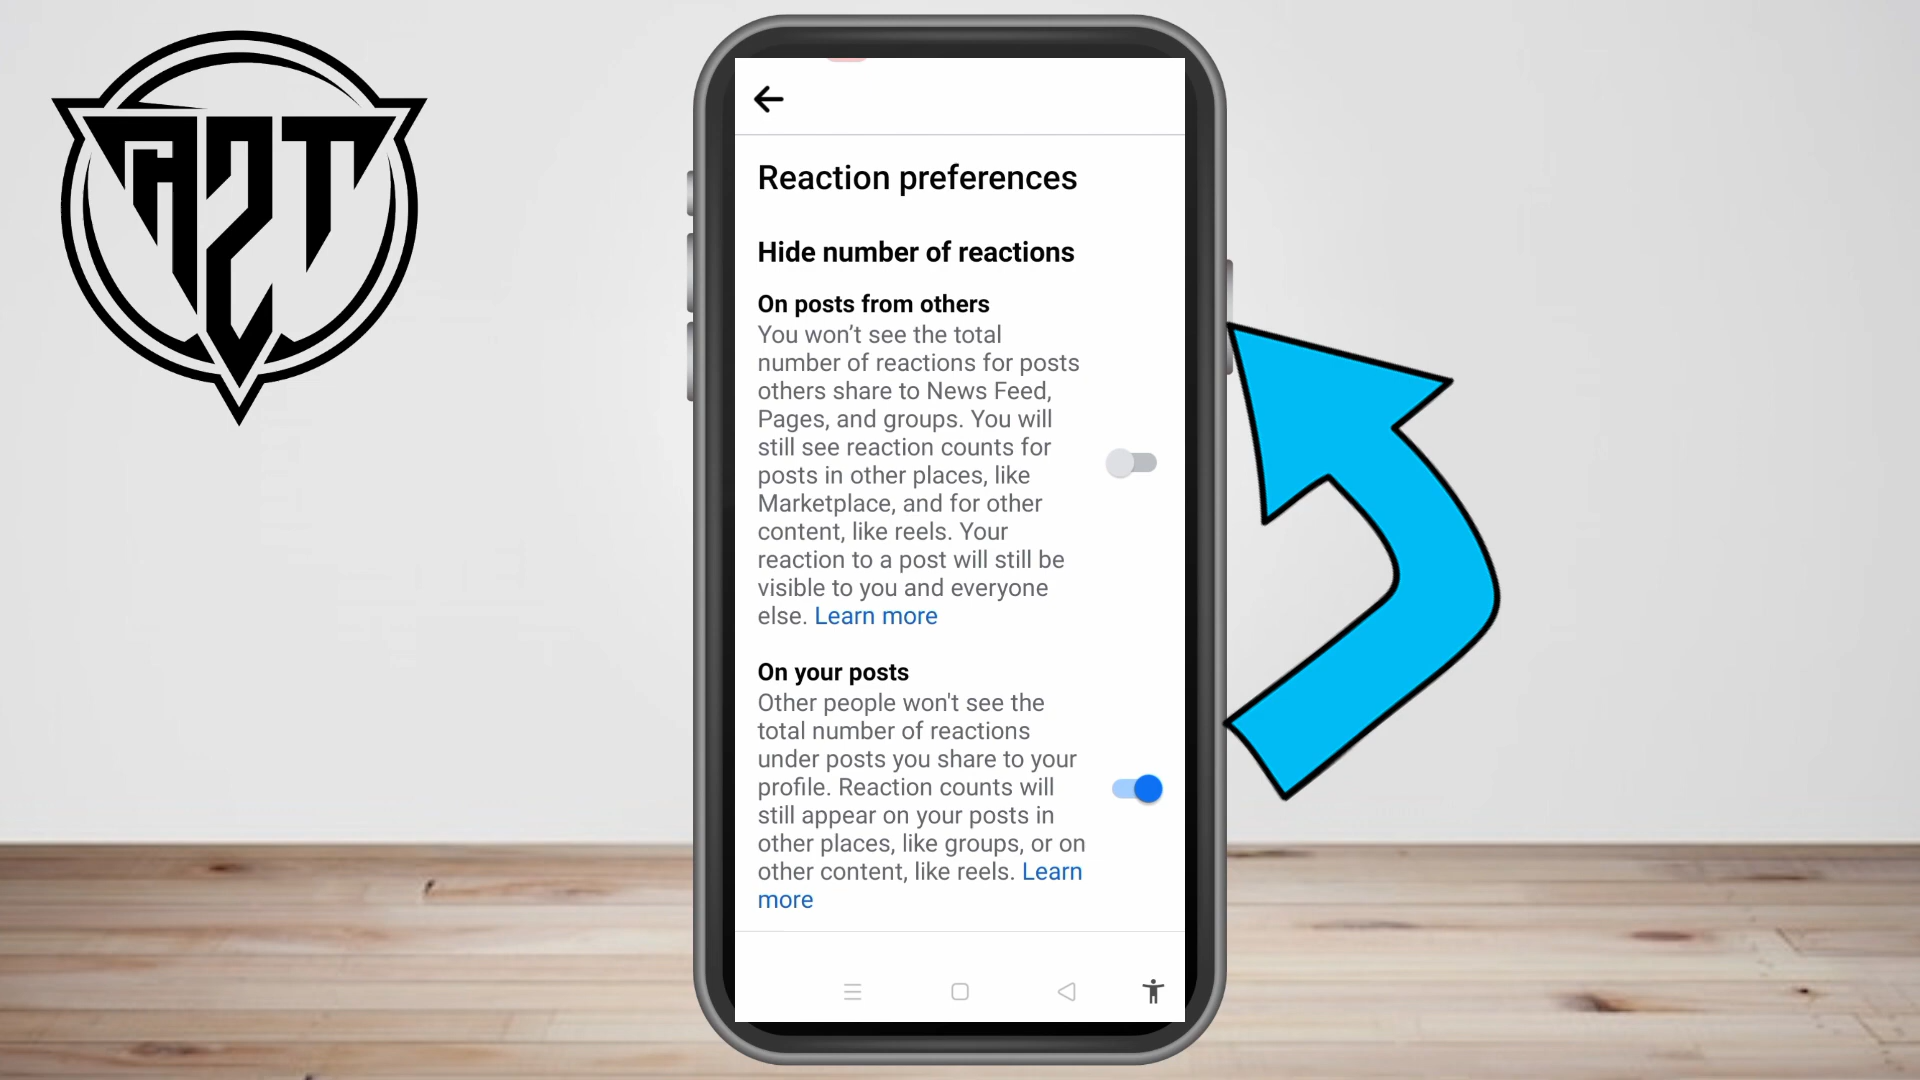 A2T
Reaction preferences
Hide number of reactions
On posts from others
You won’t see the total
number of reactions for posts
others share to News Feed,
Pages, and groups. You will
still see reaction counts for
posts in other places, like
Marketplace, and for other
content, like reels. Your
reaction to a post will still be
visible to you and everyone
else. Learn more
On your posts
Other people won't see the
total number of reactions
under posts you share to your
profile. Reaction counts will
still appear on your posts in
other places, like groups, or on
other content, like reels. Learn
more